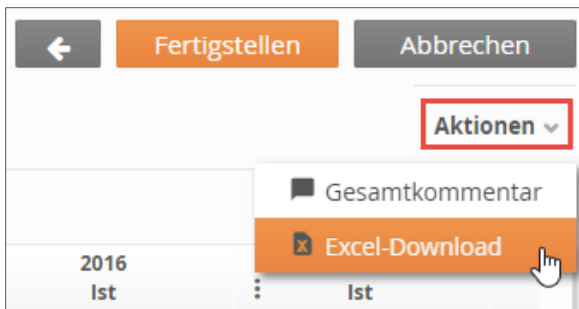 Fertigstellen Abbrechen
Aktionen
Gesamtkommentar
Excel-Download
2016
Ist Ist